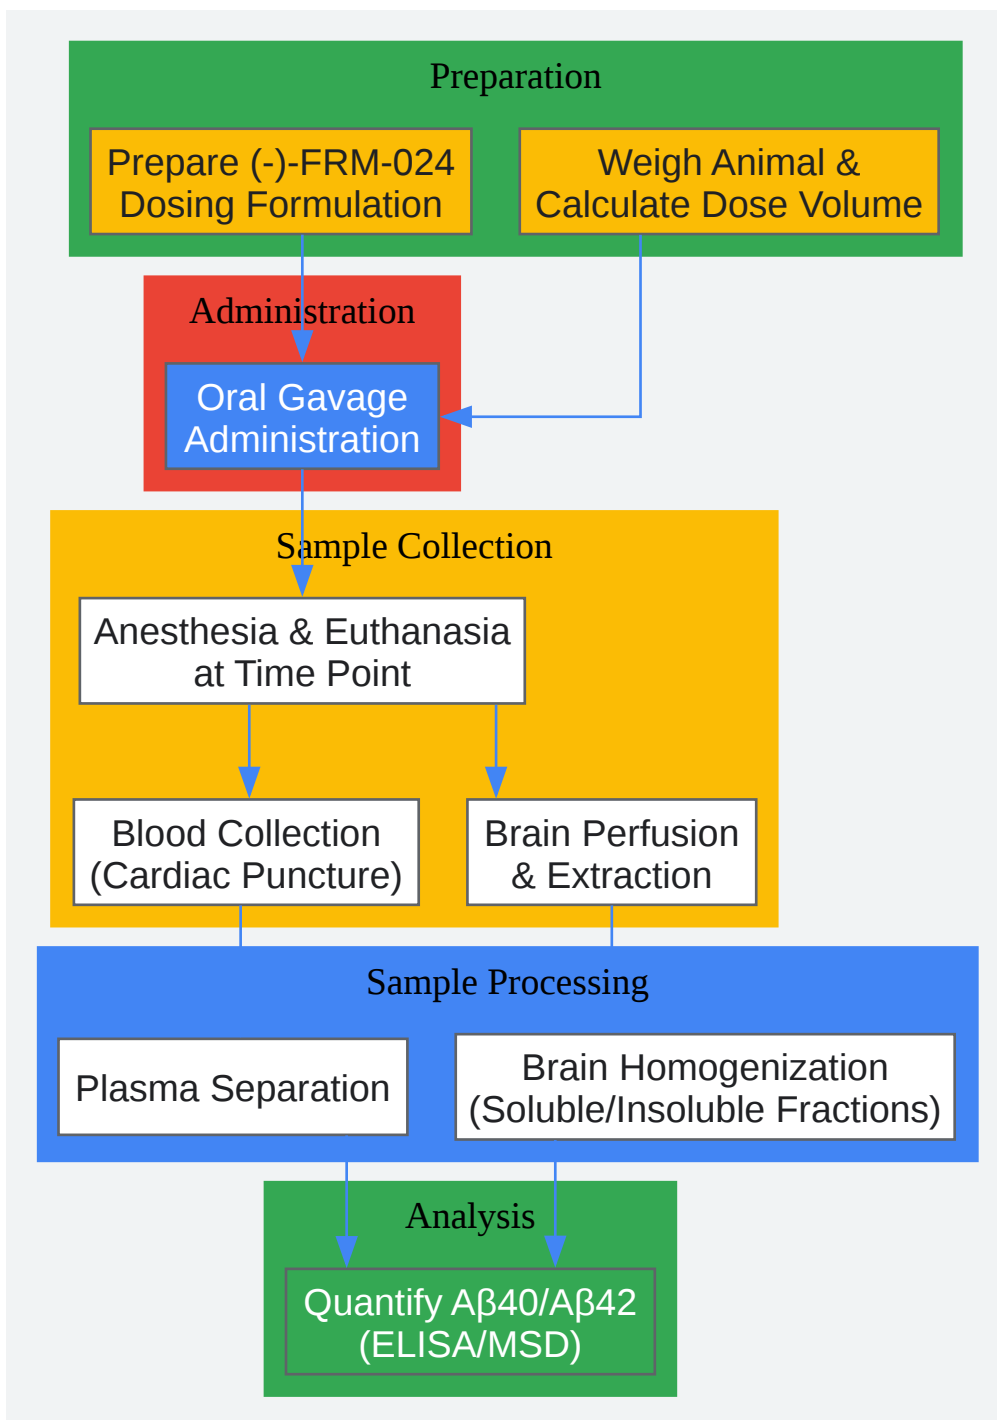 Preparation
Prepare (-)-FRM-024
Dosing Formulation
Weigh Animal &
Calculate Dose Volume
Administration
Oral Gavage
Administration
Sample Collection
Anesthesia & Euthanasia
at Time Point
Blood Collection
(Cardiac Puncture)
Brain Perfusion
& Extraction
Sample Processing
Plasma Separation
Brain Homogenization
(Soluble/Insoluble Fractions)
Analysis
Quantify Aβ40/Aβ42
(ELISA/MSD)